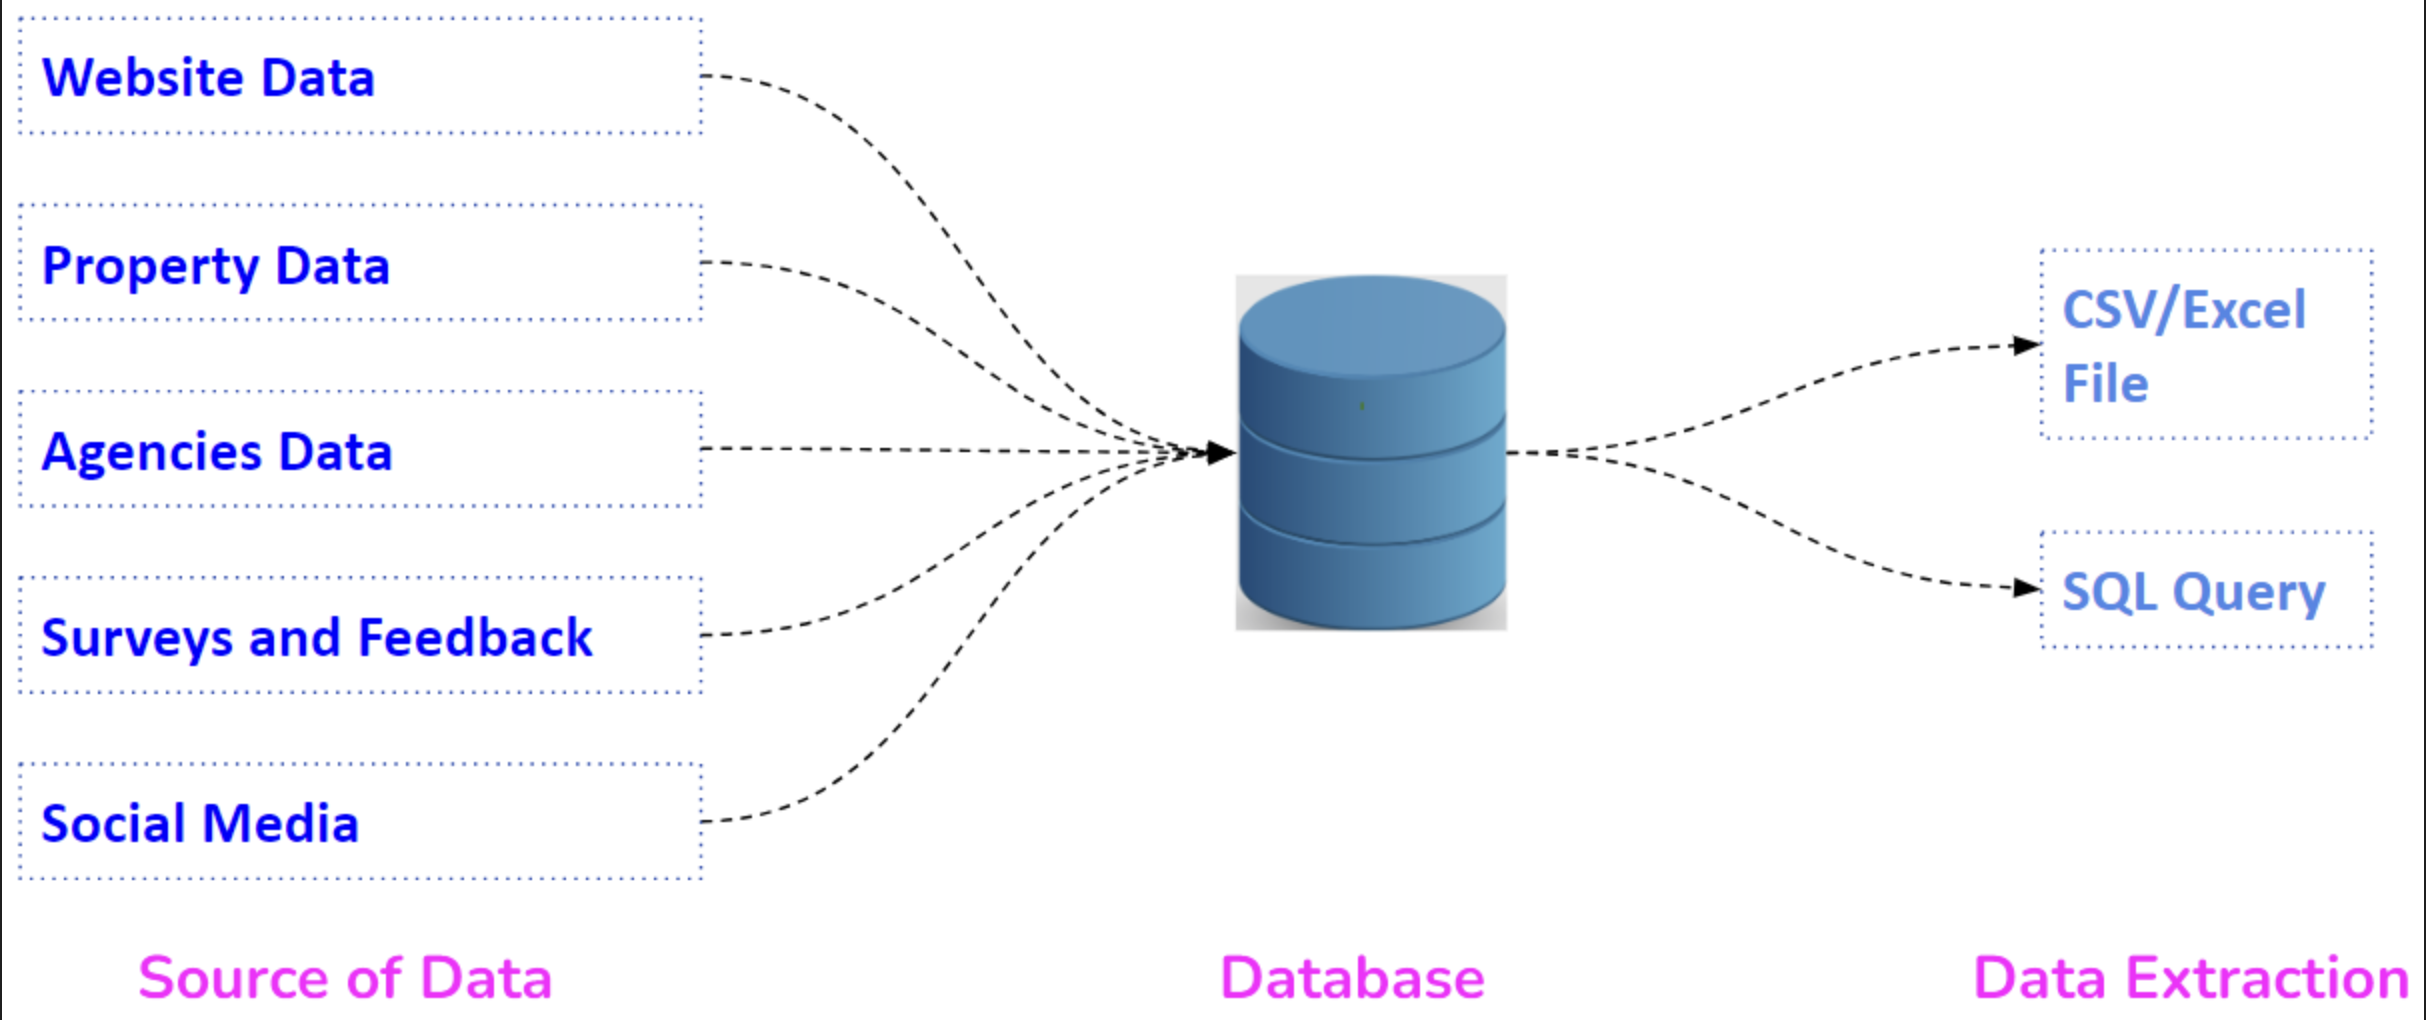 Website Data
Property Data
Agencies Data
Surveys and Feedback
Social Media
CSV/Excel
File
SQL Query
Source of Data
Database
Data Extraction